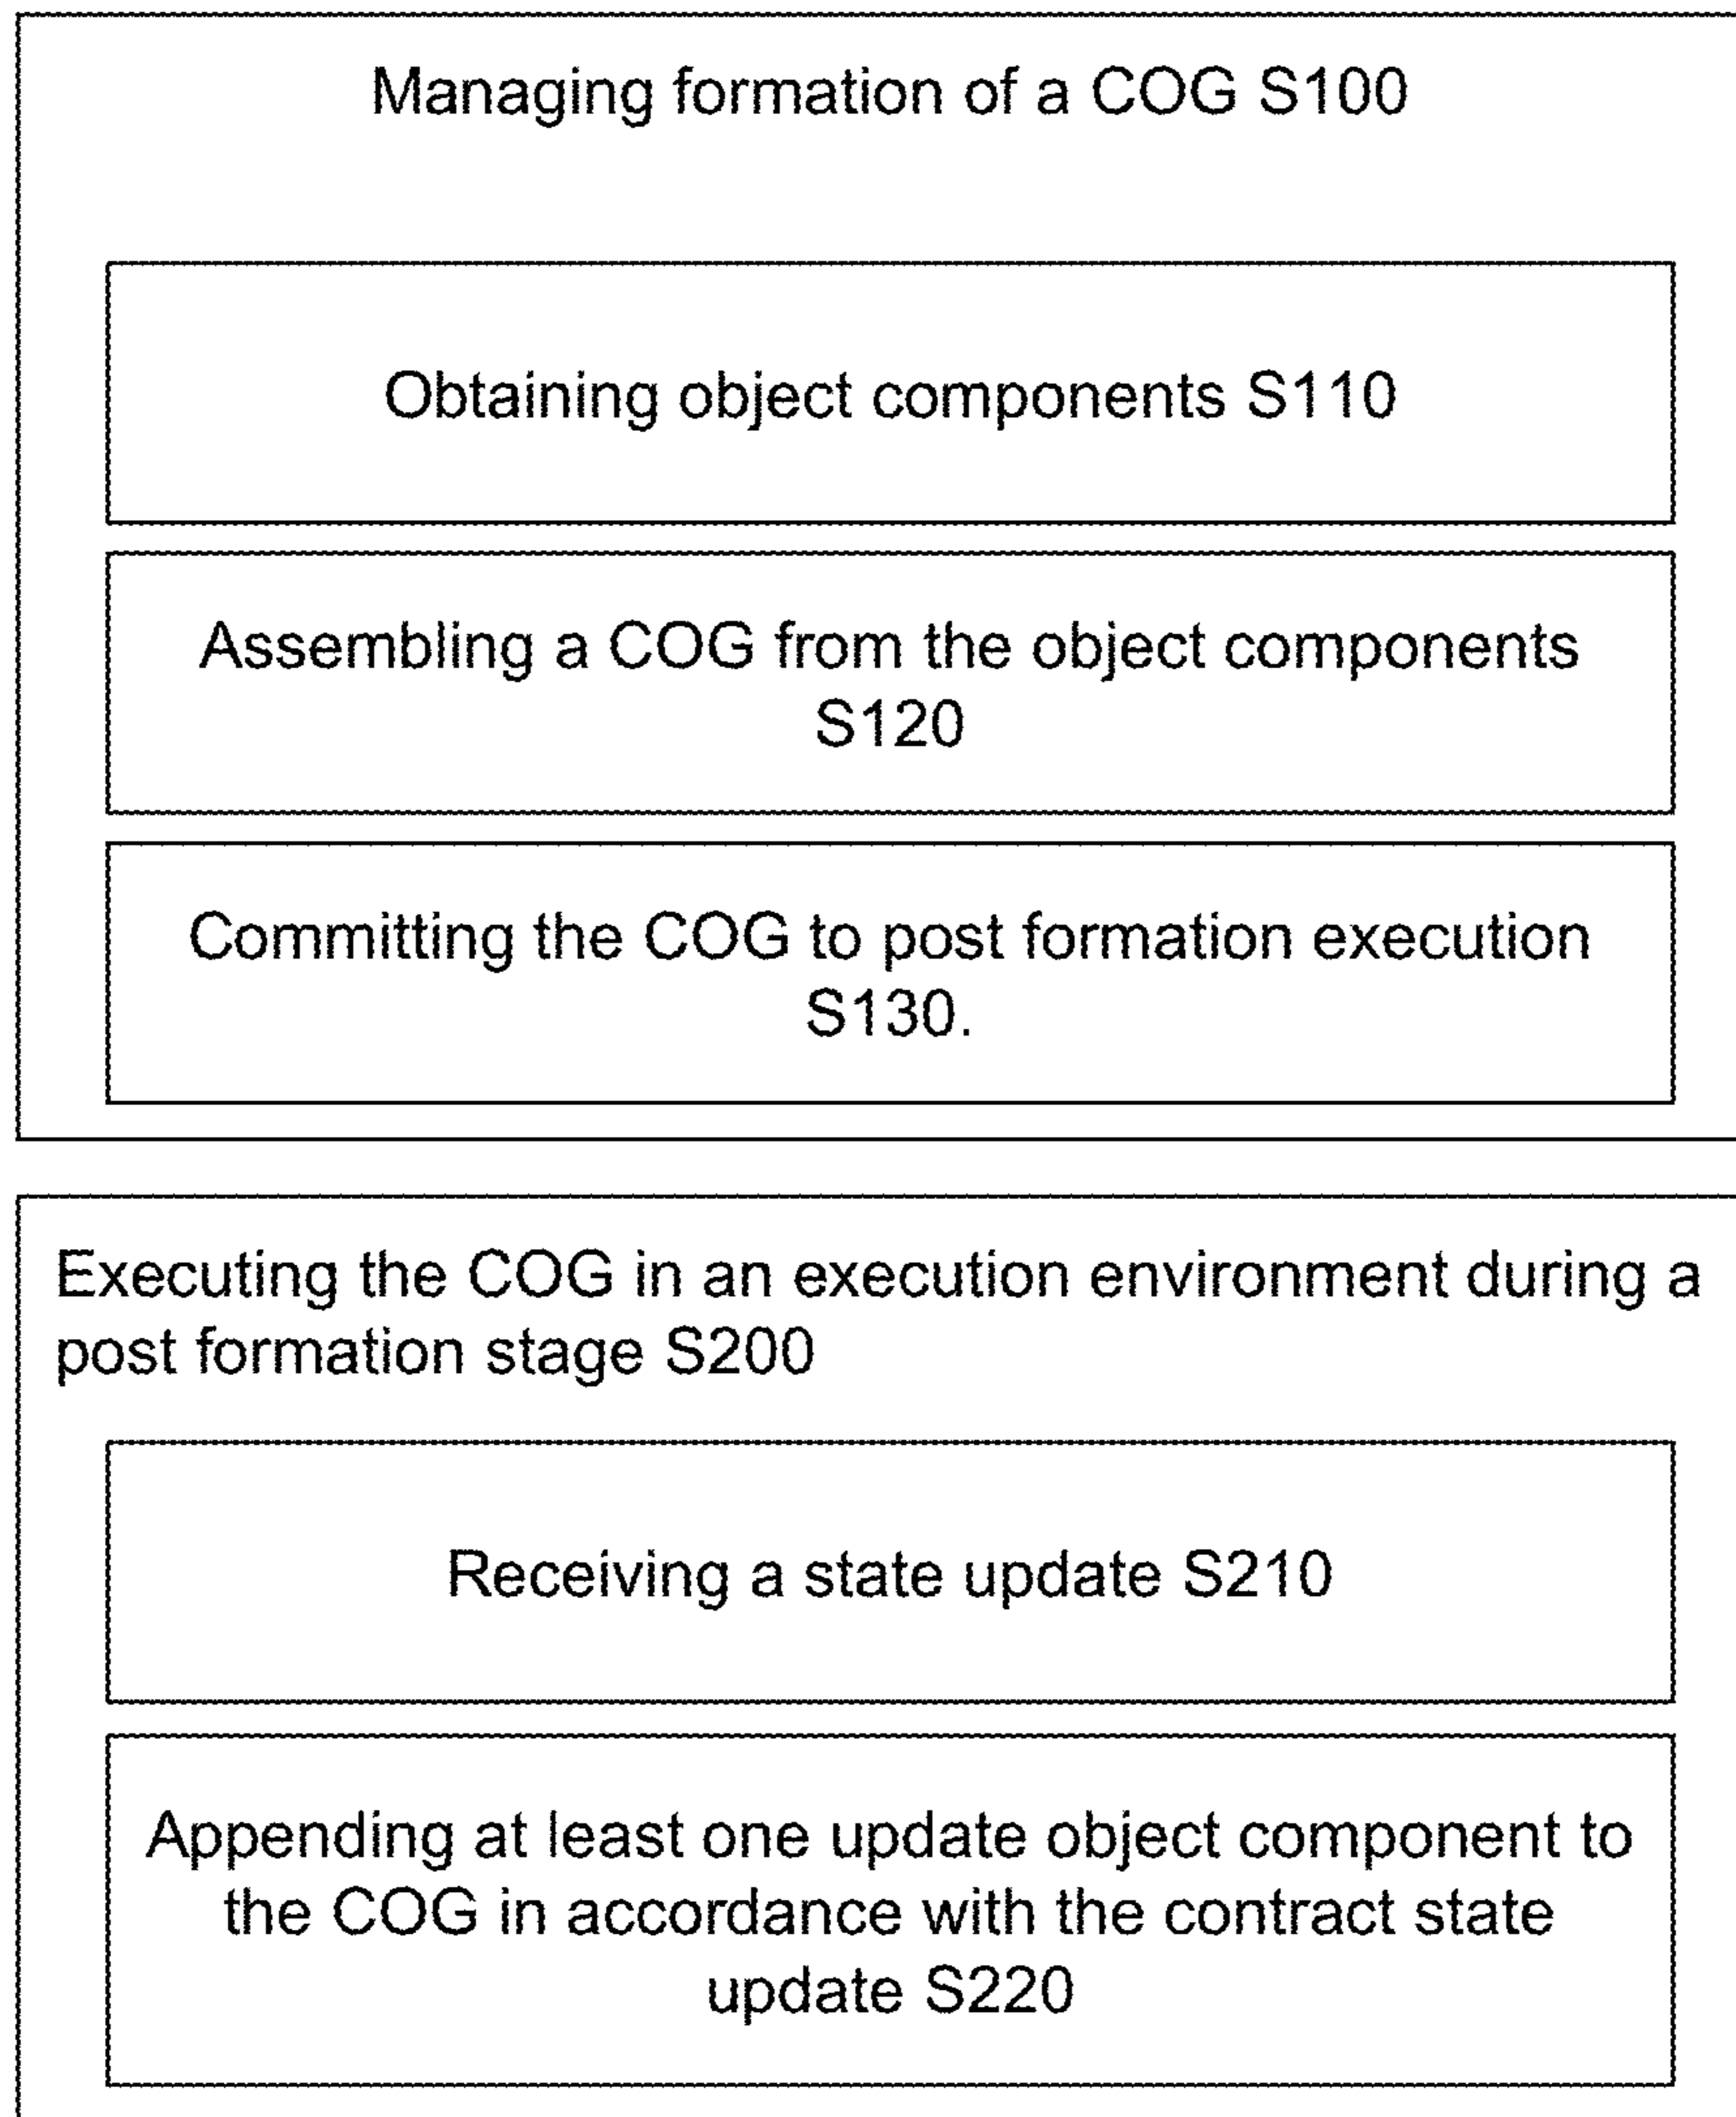 Managing formation of a COG S100
Obtaining object components S110
Assembling a COG from the object components
S120
Committing the COG to post formation execution
S130.
Executing the COG in an execution environment during a
post formation stage S200
Receiving a state update S210
Appending at least one update object component to
the COG in accordance with the contract state
update S220